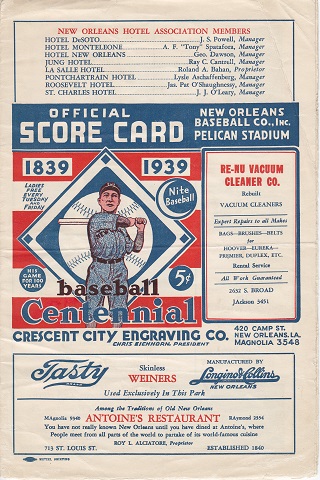 NEW ORLEANS HOTEL ASSOCIATION MEMBERS
HOTEL DeSOTO J. S. Powell, Manager
HOTEL MONTELEONE A. F. "Tony" Spatafora, Manager
HOTEL NEW ORLEANS Geo. Dawson, Manager
JUNG HOTEL Ray C. Cantrell, Manager
LA SALLE HOTEL Roland A. Bahan, Proprietor
PONTCHARTRAIN HOTEL Lysle Aschaffenberg, Manager
ROOSEVELT HOTEL Jas. Pat O'Shaughnessy, Manager
ST. CHARLES HOTEL J. J. O'Leary, Manager
OFFICIAL
SCORE CARD
NEW ORLEANS
BASEBALL CO., Inc.
PELICAN STADIUM
1839 1939
LADIES
FREE
EVERY
TUESDAY
AND
FRIDAY
Nite
Baseball
HIS
GAME
FOR 100
YEARS
5¢
baseball
Centennial
RE-NU VACUUM
CLEANER CO.
Rebuilt
VACUUM CLEANERS
Expert Repairs to all Makes
BAGS—BRUSHES—BELTS
for
HOOVER—EUREKA—
PREMIER, DUPLEX, ETC.
Rental Service
All Work Guaranteed
2632 S. BROAD
JAckson 3451
CRESCENT CITY ENGRAVING CO.
CHRIS EICHHORN, PRESIDENT
420 CAMP ST.
NEW ORLEANS, LA.
MAGNOLIA 3548
Tasty
Skinless
WEINERS
MANUFACTURED BY
Longino & Collins
NEW ORLEANS
Used Exclusively In This Park
Among the Traditions of Old New Orleans
MAgnolia 9540 ANTOINE'S RESTAURANT RAymond 2554
You have not really known New Orleans until you have dined at Antoine's, where
People meet from all parts of the world to partake of its world-famous cuisine
ROY L. ALCIATORE, Proprietor
713 ST. LOUIS ST. ESTABLISHED 1840